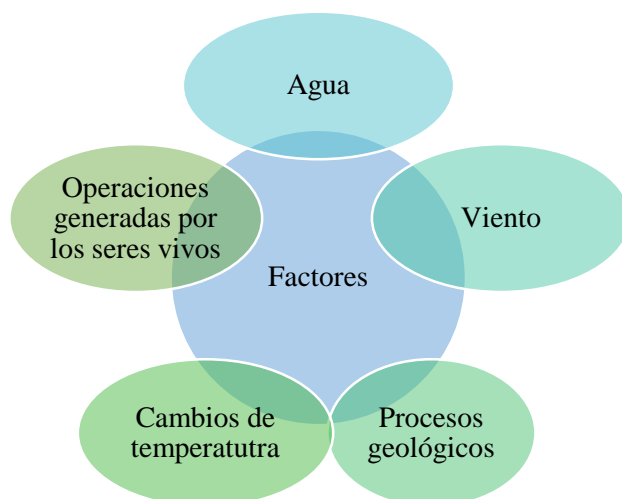 Agua
Operaciones
generadas por
los seres vivos
Viento
Factores
Cambios de
temperatutra
Procesos
geológicos